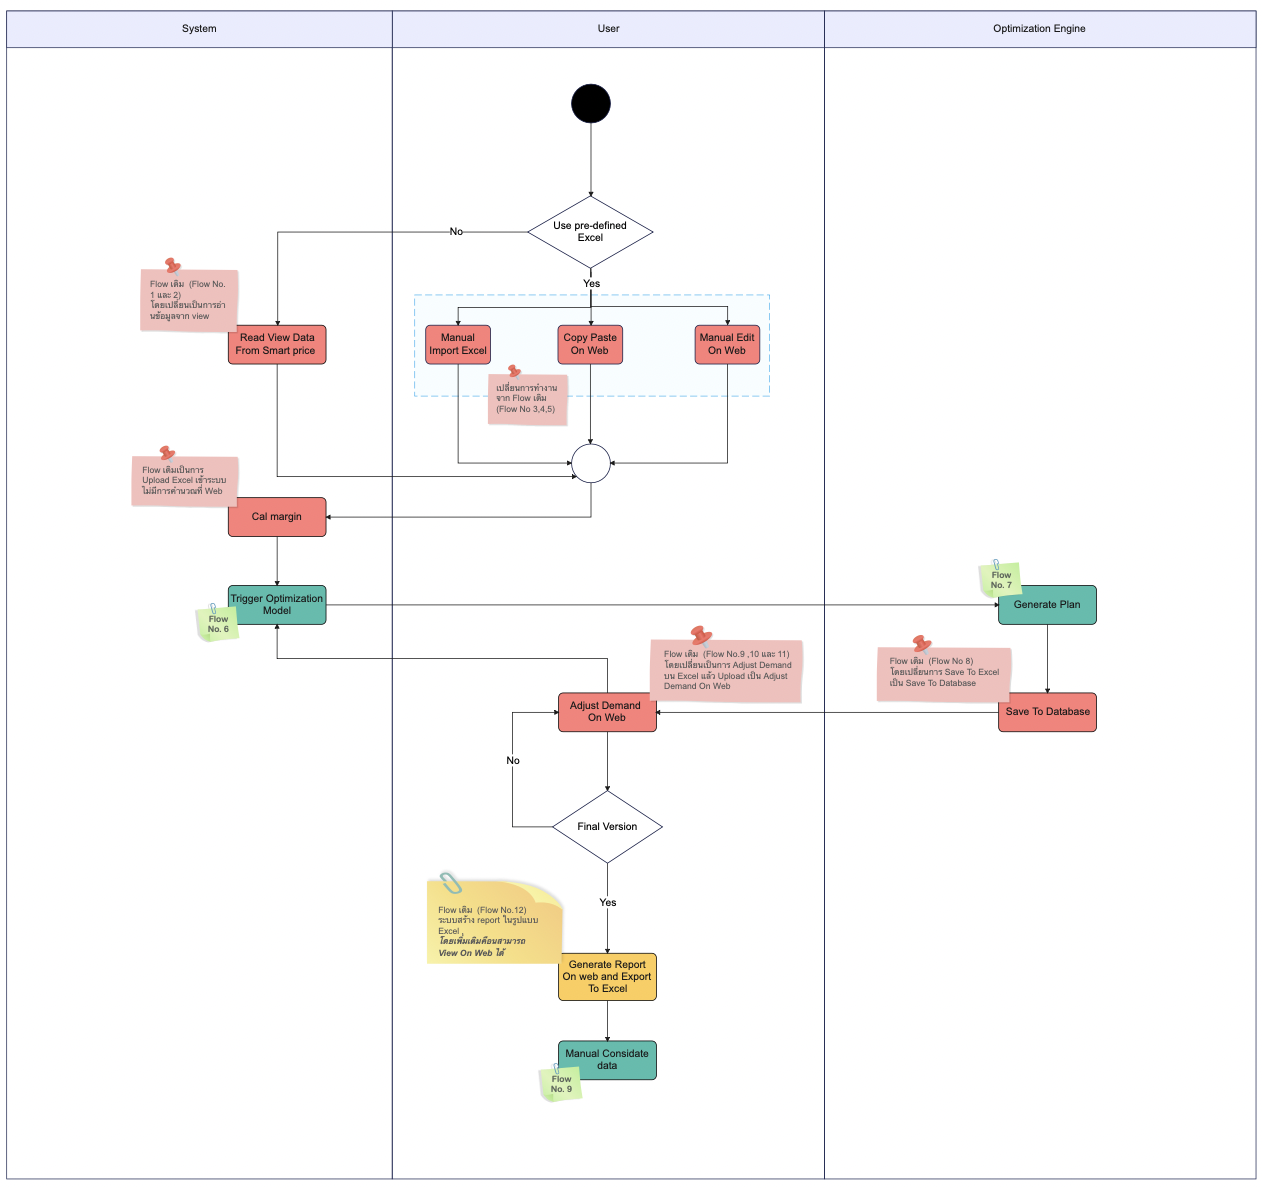 System
User
Optimization Engine
Use pre-defined
Excel
No
Yes
Flow เดิม (Flow No.
1 และ 2)
โดยเปลี่ยนเป็นการอ่า
นข้อมูลจาก view
Read View Data
From Smart price
Manual
Import Excel
Copy Paste
On Web
Manual Edit
On Web
เปลี่ยนการทำงาน
จาก Flow เดิม
(Flow No 3,4,5)
Flow เดิมเป็นการ
Upload Excel เข้าระบบ
ไม่มีการคำนวณที่ Web
Cal margin
Trigger Optimization
Model
Flow
No. 6
Flow
No. 7
Generate Plan
Flow เดิม (Flow No.9 ,10 และ 11)
โดยเปลี่ยนเป็นการ Adjust Demand
บน Excel แล้ว Upload เป็น Adjust
Demand On Web
Flow เดิม (Flow No 8)
โดยเปลี่ยนการ Save To Excel
เป็น Save To Database
Adjust Demand
On Web
Save To Database
No
Final Version
Yes
Flow เดิม (Flow No.12)
ระบบสร้าง report ในรูปแบบ
Excel
โดยเพิ่มเติมคือนสามารถ
View On Web ได้
Generate Report
On web and Export
To Excel
Manual Considate
data
Flow
No. 9